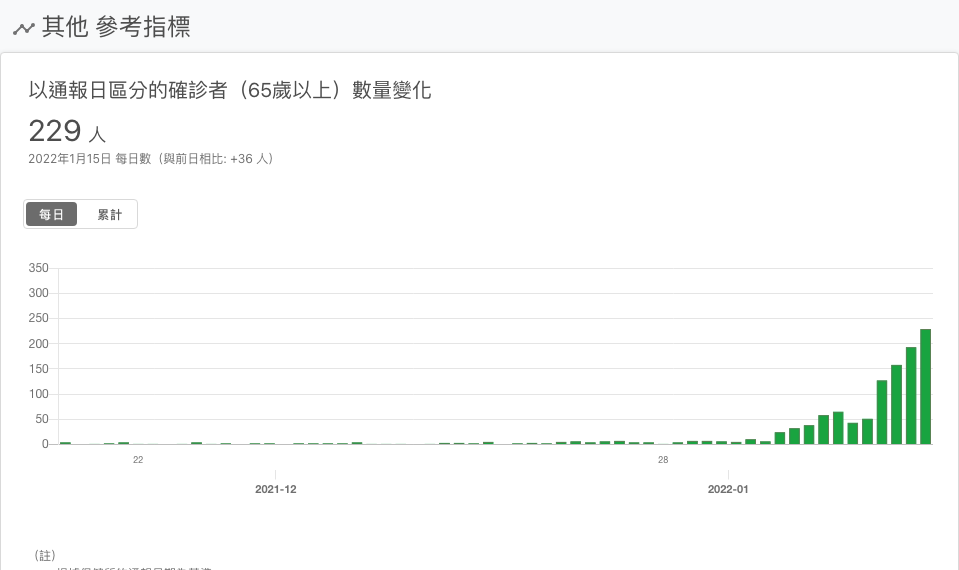 其他 參考指標
以通報日區分的確診者（65歲以上）數量變化
229 人
2022年1月15日 每日數（與前日相比: +36 人）
每日 累計
350
300
250
200
150
100
50
0
22 28
2021-12 2022-01
（註）